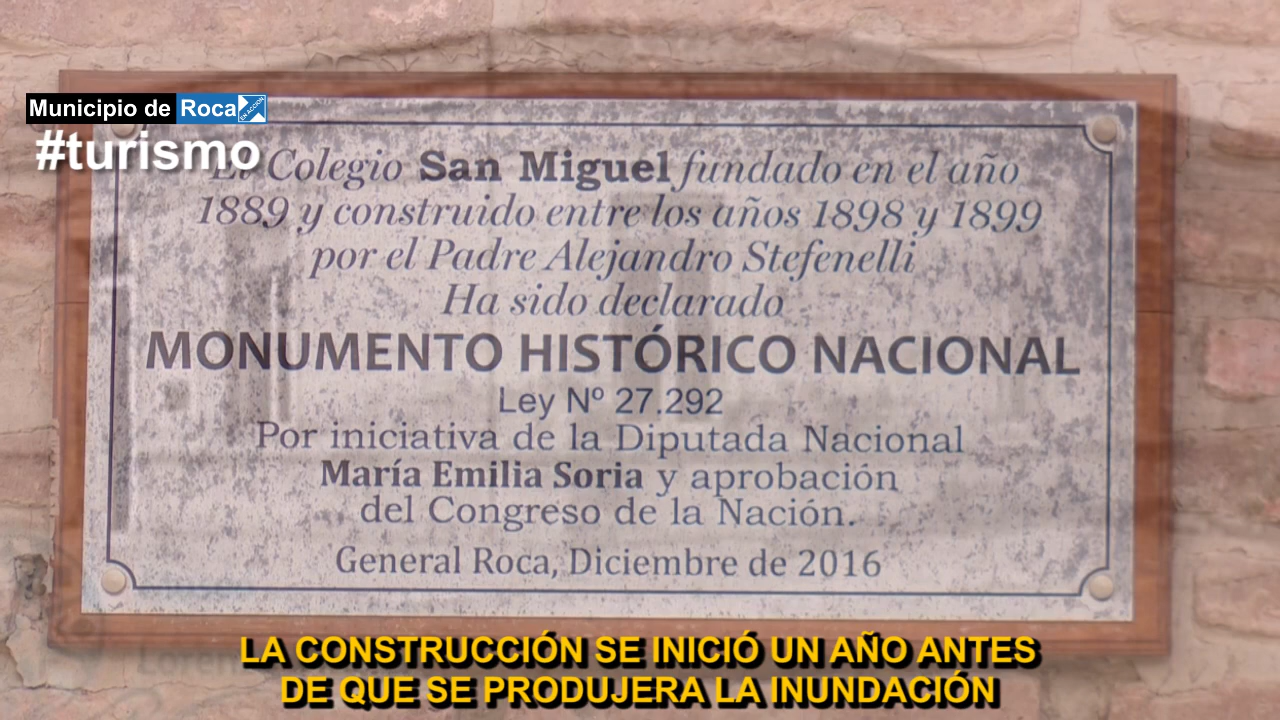 Municipio de Roca
EN ACCIÓN
#turismo
El Colegio San Miguel fundado en el año
1889 y construido entre los años 1898 y 1899
por el Padre Alejandro Stefenelli
Ha sido declarado
MONUMENTO HISTÓRICO NACIONAL
Ley Nº 27.292
Por iniciativa de la Diputada Nacional
María Emilia Soria y aprobación
del Congreso de la Nación.
General Roca, Diciembre de 2016
LA CONSTRUCCIÓN SE INICIÓ UN AÑO ANTES
DE QUE SE PRODUJERA LA INUNDACIÓN